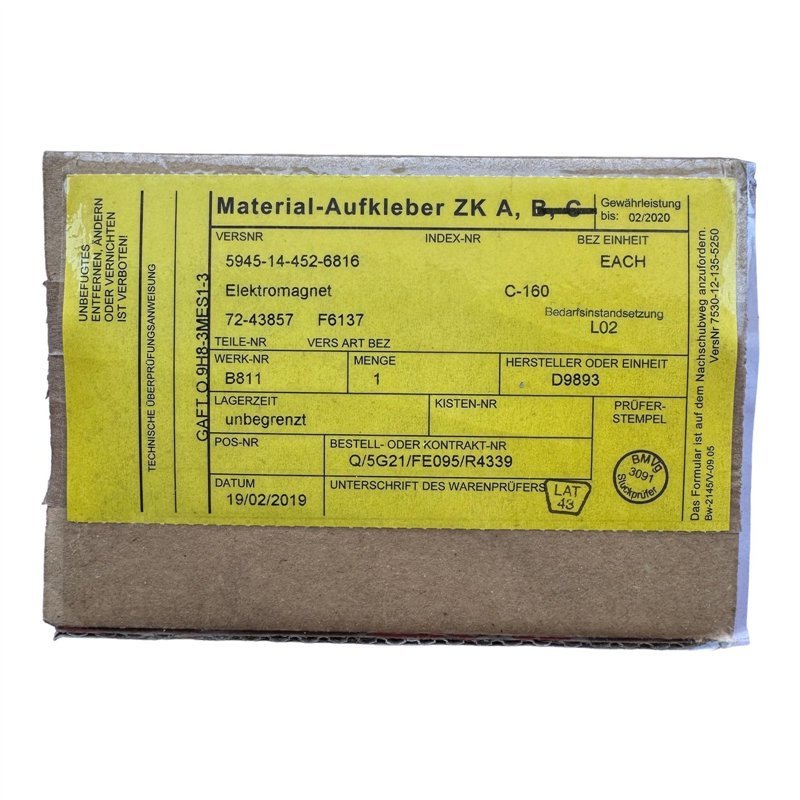 UNBEFUGTES
ENTFERNEN, ÄNDERN
ODER VERNICHTEN
IST VERBOTEN!
TECHNISCHE ÜBERPRÜFUNGSANWEISUNG
GAFT.O.9H8-3MES1-3
Material-Aufkleber ZK A, B, C
Gewährleistung
bis: 02/2020
VERSNR INDEX-NR BEZ EINHEIT
5945-14-452-6816 EACH
Elektromagnet C-160
Bedarfsinstandsetzung
72-43857 F6137 L02
TEILE-NR VERS ART BEZ
WERK-NR MENGE HERSTELLER ODER EINHEIT
B811 1 D9893
LAGERZEIT KISTEN-NR PRÜFER-
STEMPEL
unbegrenzt
POS-NR BESTELL- ODER KONTRAKT-NR
Q/5G21/FE095/R4339
DATUM UNTERSCHRIFT DES WARENPRÜFERS
19/02/2019
LAT
43
BMVg
3091
Stückprüfer
Das Formular ist auf dem Nachschubweg anzufordern.
VersNr 7530-12-135-5250
Bw-2145/V-09.05